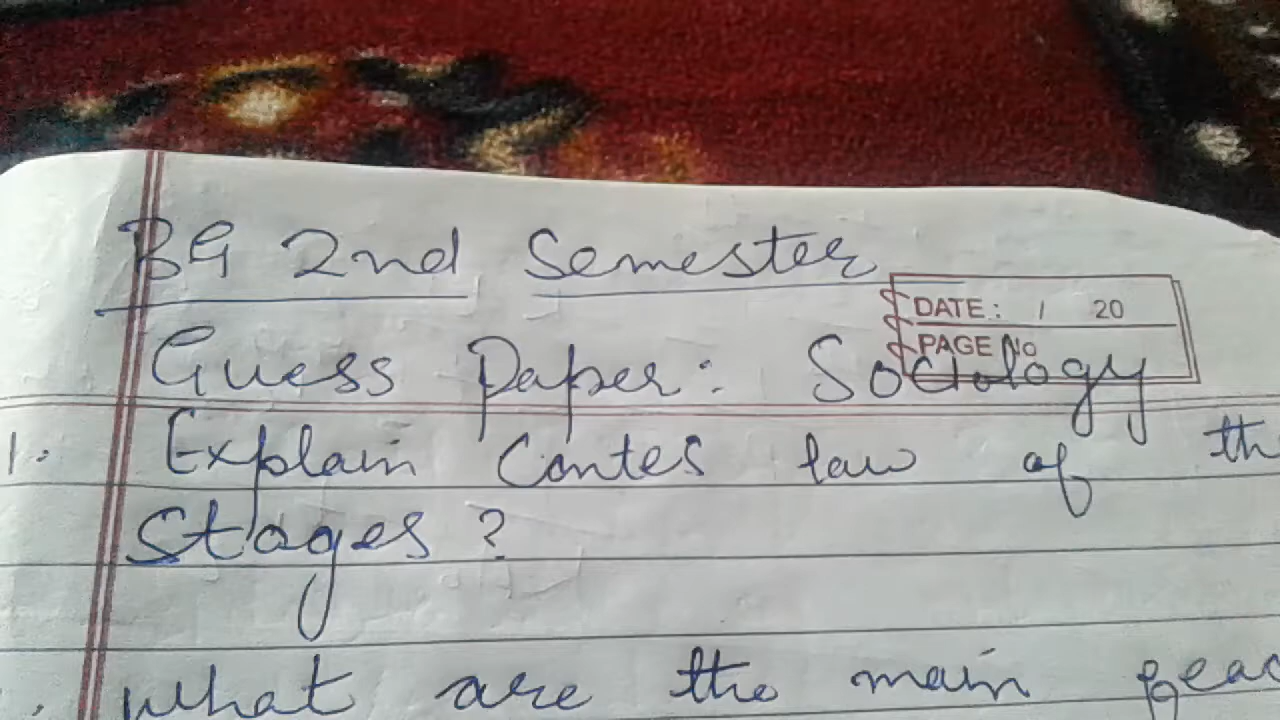 BG 2nd Semester
DATE: / 20
PAGE No
Guess Paper: Sociology
1. Explain Contes law of th
Stages ?
What are the main